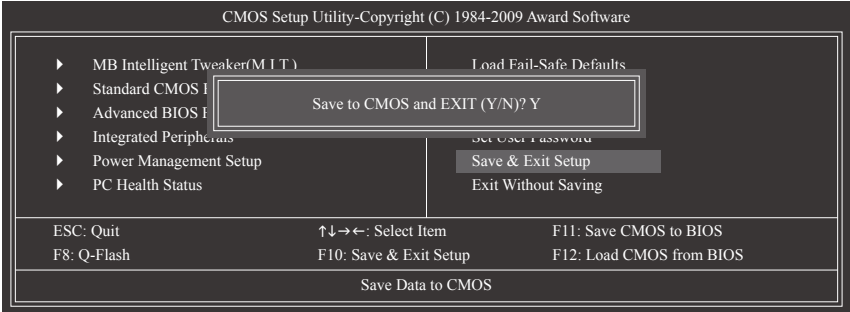 CMOS Setup Utility-Copyright (C) 1984-2009 Award Software
MB Intelligent Tweaker(M.I.T.)
Standard CMOS
Advanced BIOS
Integrated Peripherals
Power Management Setup
PC Health Status
Load Fail-Safe Defaults
Set User Password
Save & Exit Setup
Exit Without Saving
Save to CMOS and EXIT (Y/N)? Y
ESC: Quit
↑↓→←: Select Item
F11: Save CMOS to BIOS
F8: Q-Flash
F10: Save & Exit Setup
F12: Load CMOS from BIOS
Save Data to CMOS